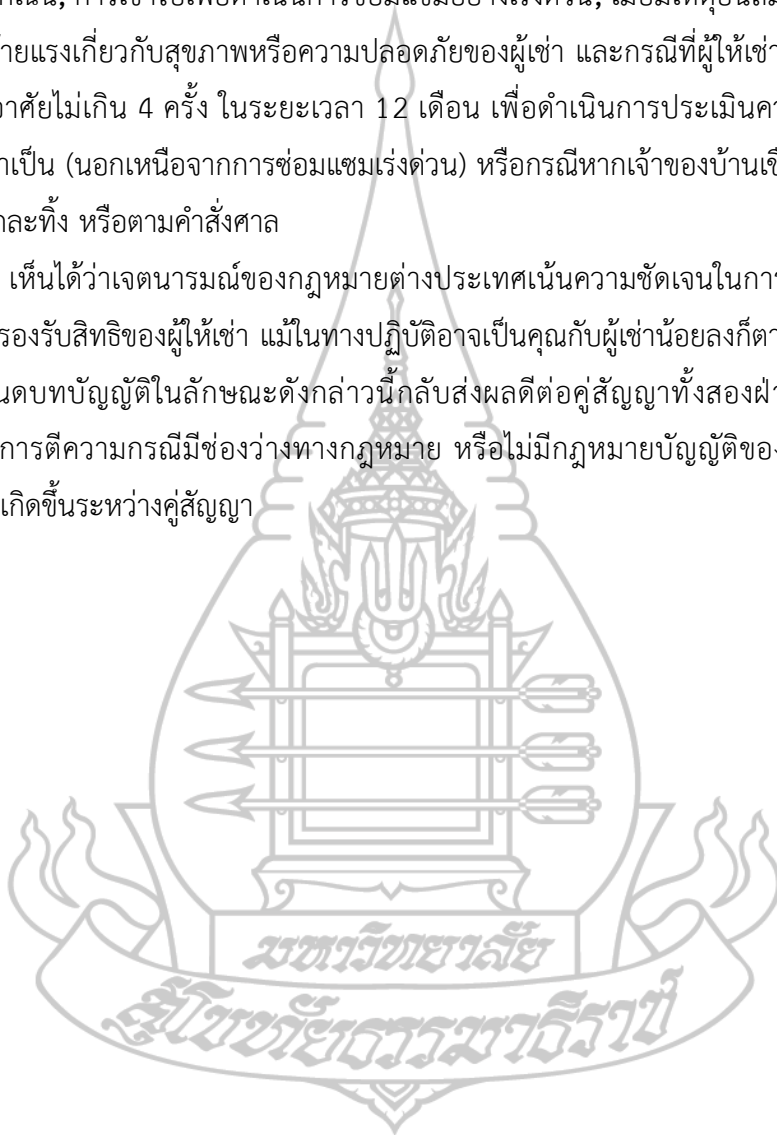 การเข้าไปเพื่อดำเนินการซ่อมแซมอย่างเร่งด่วน,
ร้ายแรงเกี่ยวกับสุขภาพหรือความปลอดภัยของผู้เช่า และกรณีที่ผู้ให้เช่า
อาศัยไม่เกิน 4 ครั้ง ในระยะเวลา 12 เดือน เพื่อดำเนินการประเมิน
จำเป็น (นอกเหนือจากการซ่อมแซมเร่งด่วน) หรือกรณีหากเจ้าของบ้าน
ละทิ้ง หรือตามคำสั่งศาล
เห็นได้ว่าเจตนารมณ์ของกฎหมายต่างประเทศเน้นความชัดเจนในการ
รองรับสิทธิของผู้ให้เช่า แม้ในทางปฏิบัติอาจเป็นคุณกับผู้เช่าน้อยลงก็ตา
นดบทบัญญัติในลักษณะดังกล่าวนี้กลับส่งผลดีต่อคู่สัญญาทั้งสองฝ่า
การตีความกรณีมีช่องว่างทางกฎหมาย หรือไม่มีกฎหมายบัญญัติของ
เกิดขึ้นระหว่างคู่สัญญา
มหาวิทยาลัย
สุโขทัยธรรมาธิราช